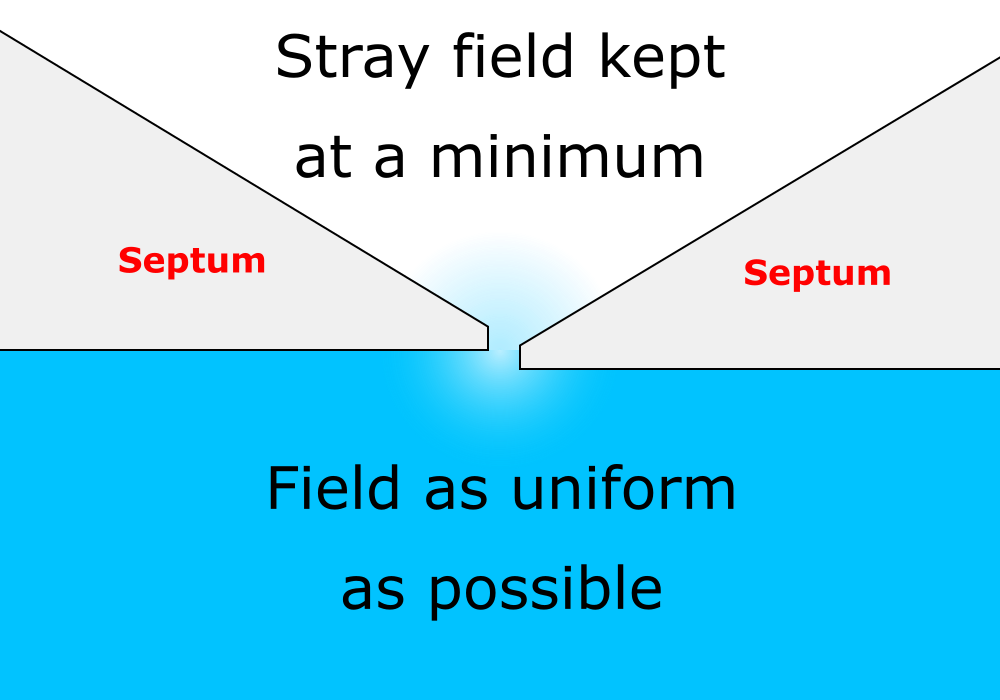 Stray field kept
at a minimum
Septum
Septum
Field as uniform
as possible